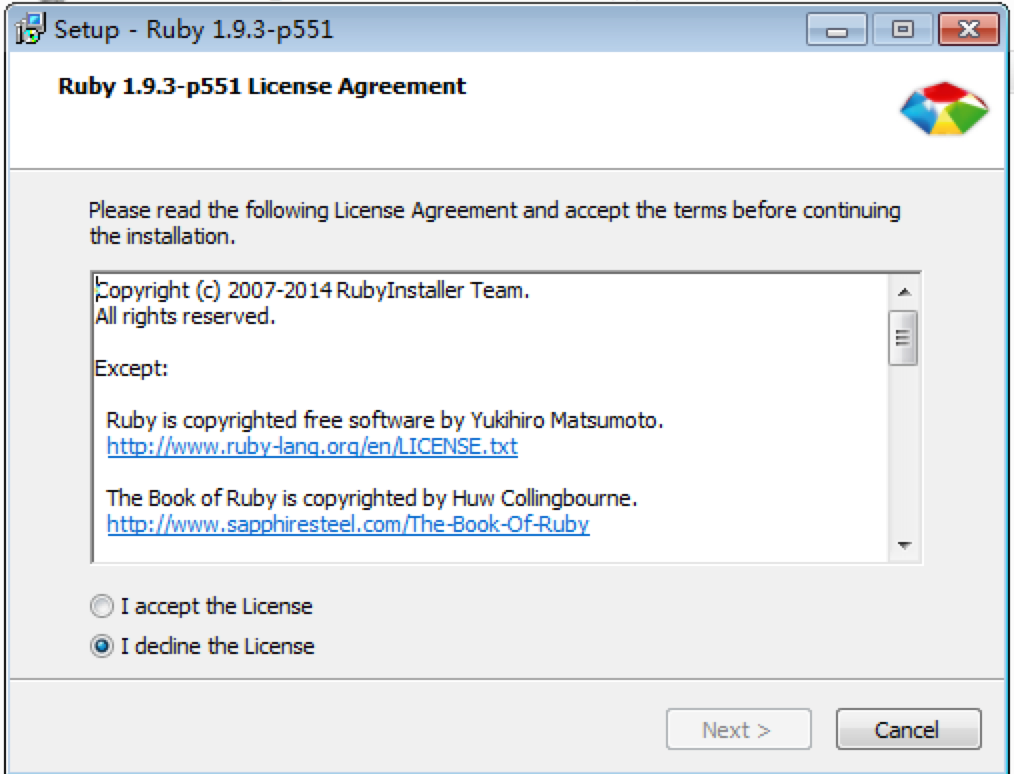 Setup - Ruby 1.9.3-p551
Ruby 1.9.3-p551 License Agreement
Please read the following License Agreement and accept the terms before continuing
the installation.
Copyright (c) 2007-2014 RubyInstaller Team.
All rights reserved.
Except:
Ruby is copyrighted free software by Yukihiro Matsumoto.
http://www.ruby-lang.org/en/LICENSE.txt
The Book of Ruby is copyrighted by Huw Collingbourne.
http://www.sapphiresteel.com/The-Book-Of-Ruby
I accept the License
I decline the License
Next >
Cancel